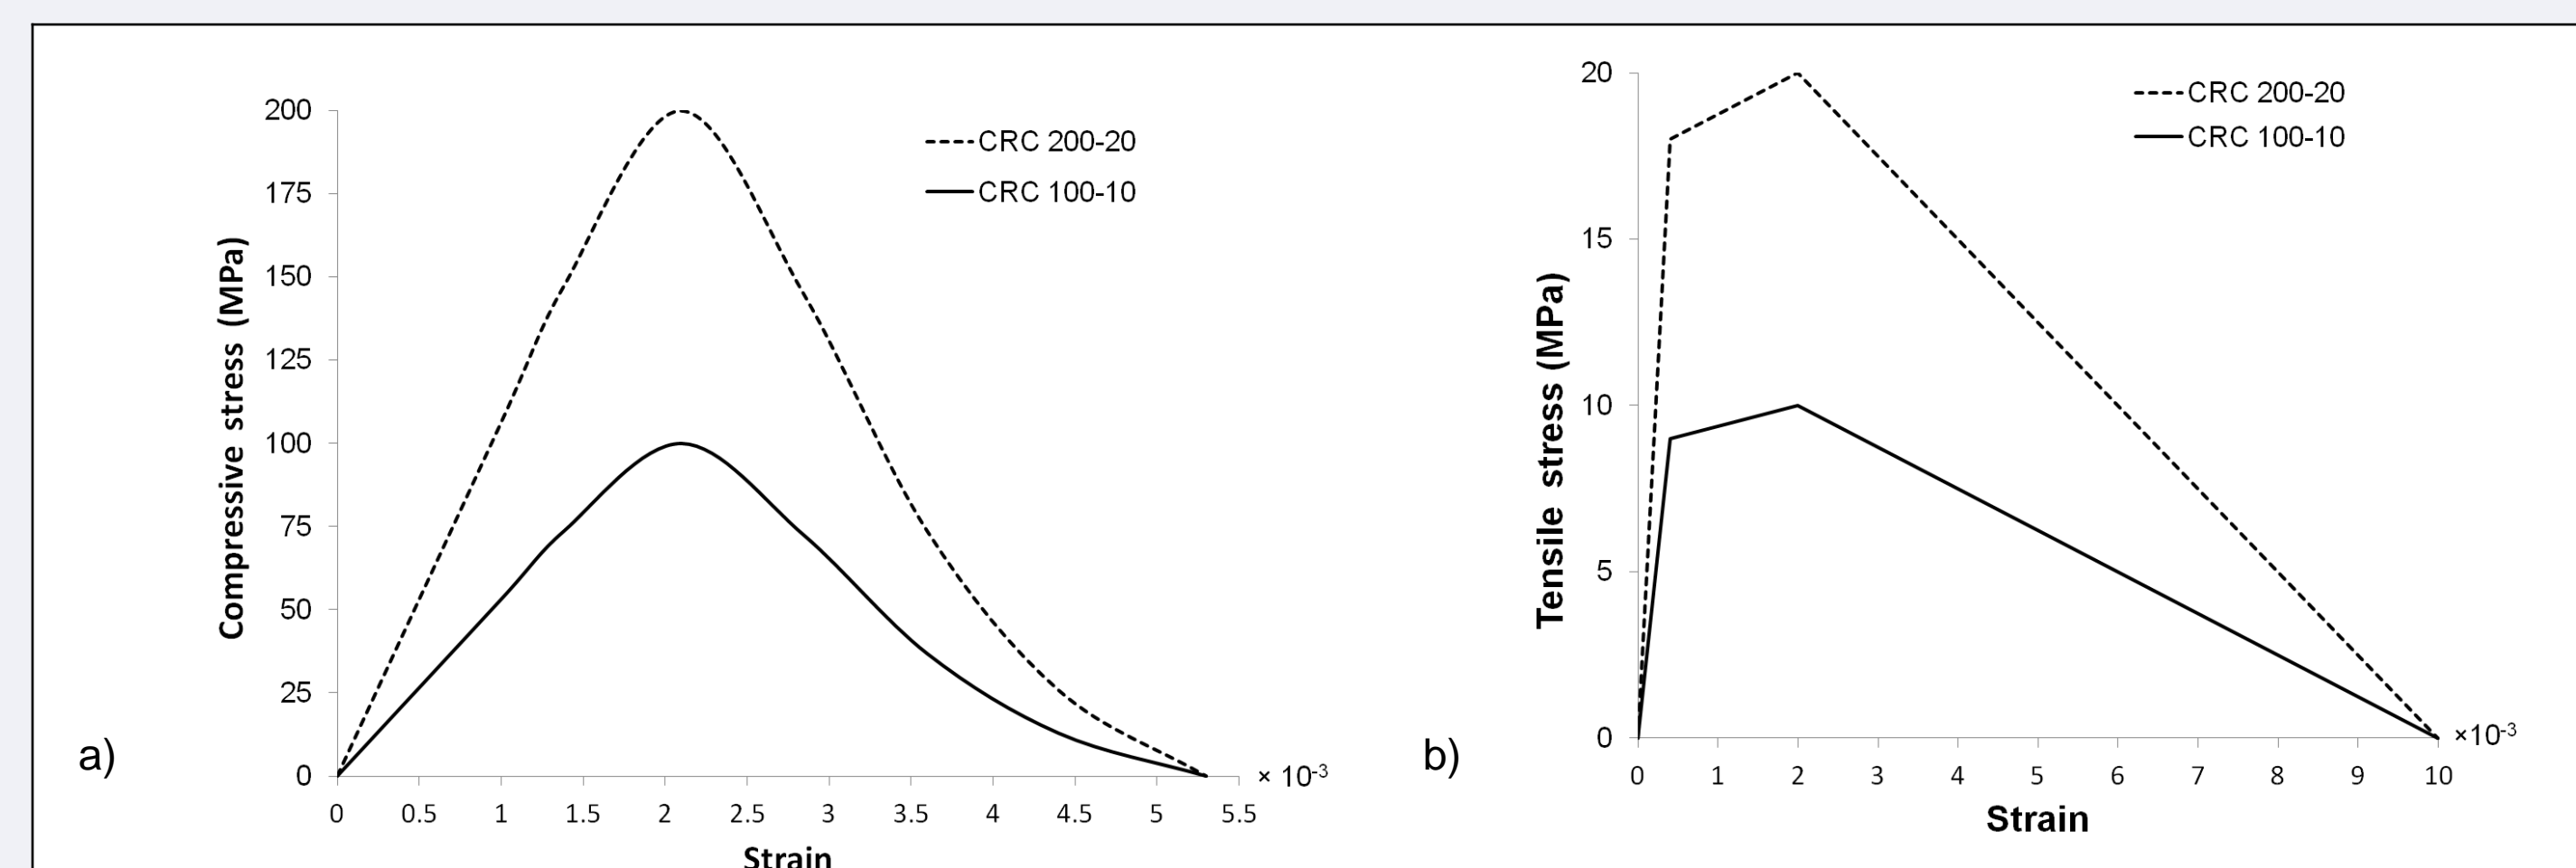 a)
Compressive stress (MPa)
200
175
150
125
100
75
50
25
0
0 0.5 1 1.5 2 2.5 3 3.5 4 4.5 5 5.5
× 10-3
Strain
CRC 200-20
CRC 100-10
b)
Tensile stress (MPa)
20
15
10
5
0
0 1 2 3 4 5 6 7 8 9 10
×10-3
Strain
CRC 200-20
CRC 100-10